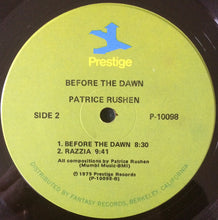 Prestige
BEFORE THE DAWN
PATRICE RUSHEN
SIDE 2
P-10098
1. BEFORE THE DAWN 8:30
2. RAZZIA 9:41
All compositions by Patrice Rushen
(Mumbi Music-BMI)
℗ 1975 Prestige Records
(P-10098-B)
DISTRIBUTED BY FANTASY RECORDS, BERKELEY, CALIFORNIA